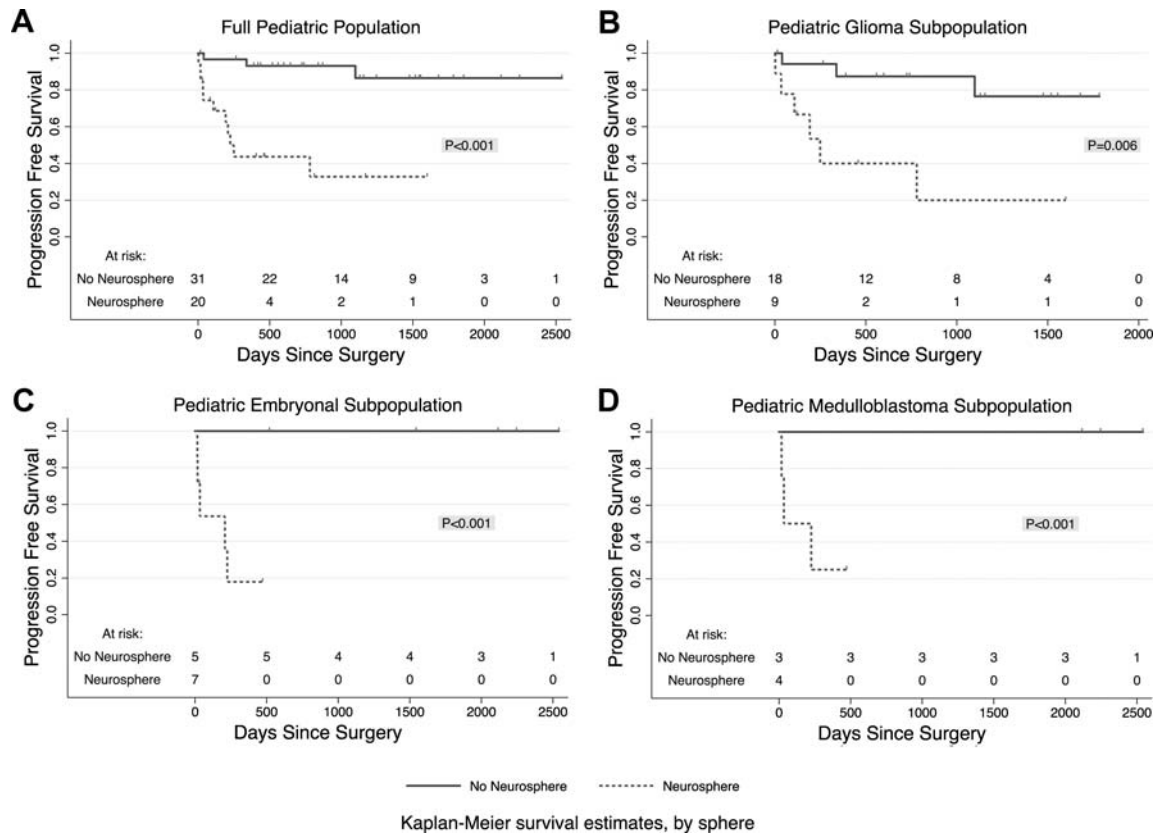 A
Full Pediatric Population
Progression Free Survival
1.0
0.8
0.6
0.4
0.2
0.0
P<0.001
At risk:
No Neurosphere 31 22 14 9 3 1
Neurosphere 20 4 2 1 0 0
0 500 1000 1500 2000 2500
Days Since Surgery
B
Pediatric Glioma Subpopulation
Progression Free Survival
1.0
0.8
0.6
0.4
0.2
0.0
P=0.006
At risk:
No Neurosphere 18 12 8 4 0
Neurosphere 9 2 1 1 0
0 500 1000 1500 2000
Days Since Surgery
C
Pediatric Embryonal Subpopulation
Progression Free Survival
1.0
0.8
0.6
0.4
0.2
0.0
P<0.001
At risk:
No Neurosphere 5 5 4 4 3 1
Neurosphere 7 0 0 0 0 0
0 500 1000 1500 2000 2500
Days Since Surgery
D
Pediatric Medulloblastoma Subpopulation
Progression Free Survival
1.0
0.8
0.6
0.4
0.2
0.0
P<0.001
At risk:
No Neurosphere 3 3 3 3 3 1
Neurosphere 4 0 0 0 0 0
0 500 1000 1500 2000 2500
Days Since Surgery
No Neurosphere Neurosphere
Kaplan-Meier survival estimates, by sphere